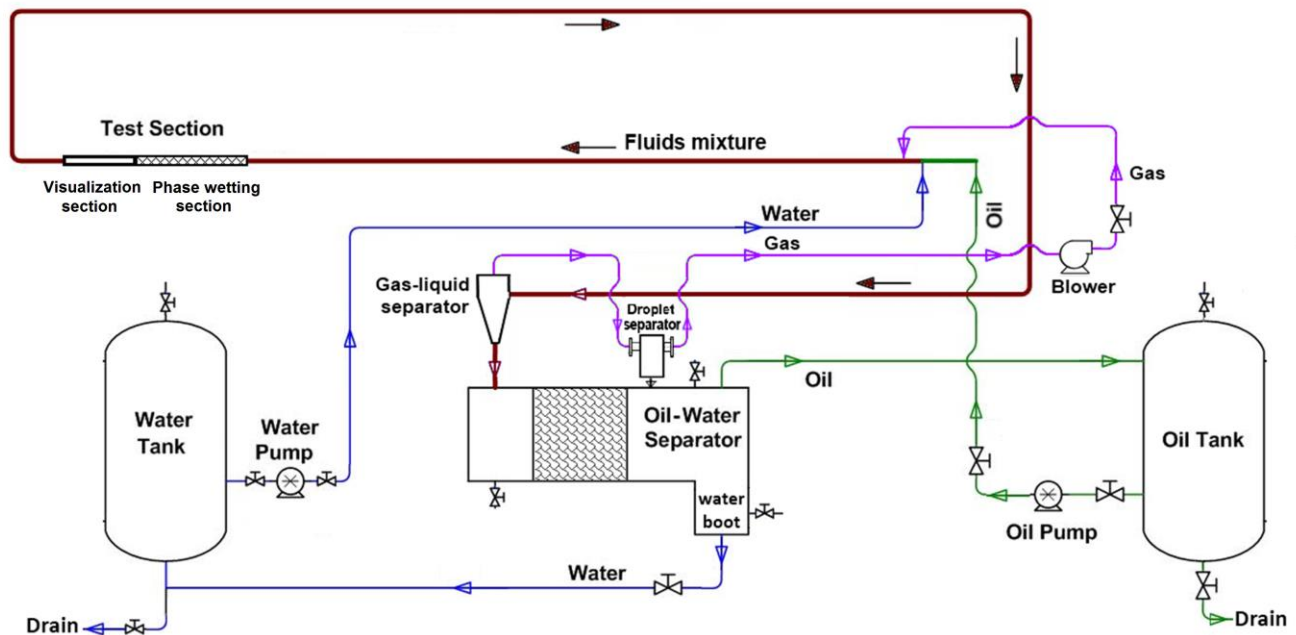 Test Section
Fluids mixture
Visualization
section
Phase wetting
section
Gas
Water
Oil
Gas
Gas-liquid
separator
Blower
Droplet
separator
Oil
Water
Tank
Water
Pump
Oil-Water
Separator
Oil Tank
water
boot
Oil Pump
Water
Drain
Drain